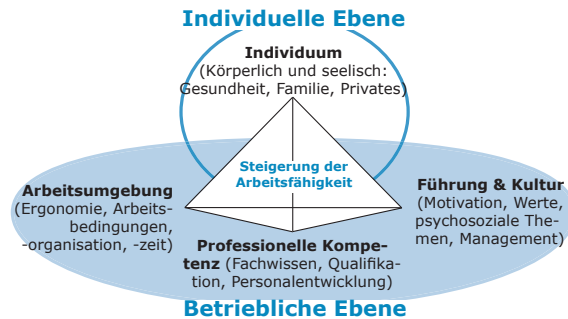 Individuelle Ebene
Individuum
(Körperlich und seelisch:
Gesundheit, Familie, Privates)
Steigerung der
Arbeitsfähigkeit
Arbeitsumgebung
(Ergonomie, Arbeits-
bedingungen,
-organisation, -zeit)
Führung & Kultur
(Motivation, Werte,
psychosoziale The-
men, Management)
Professionelle Kompe-
tenz (Fachwissen, Qualifika-
tion, Personalentwicklung)
Betriebliche Ebene